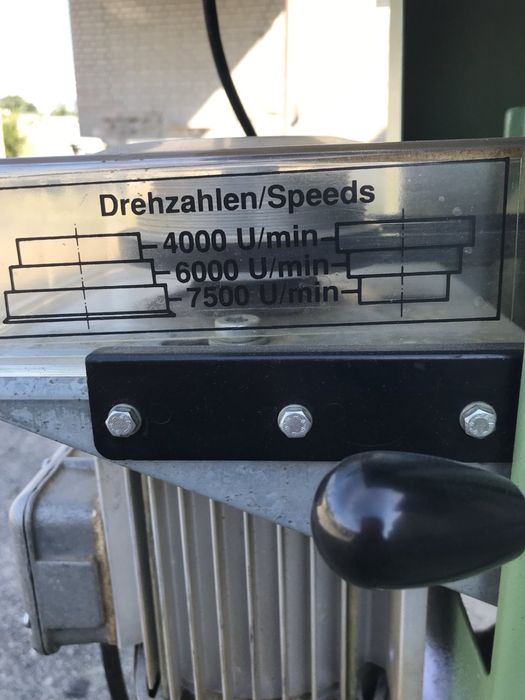 Drehzahlen/Speeds
4000 U/min
6000 U/min
7500 U/min